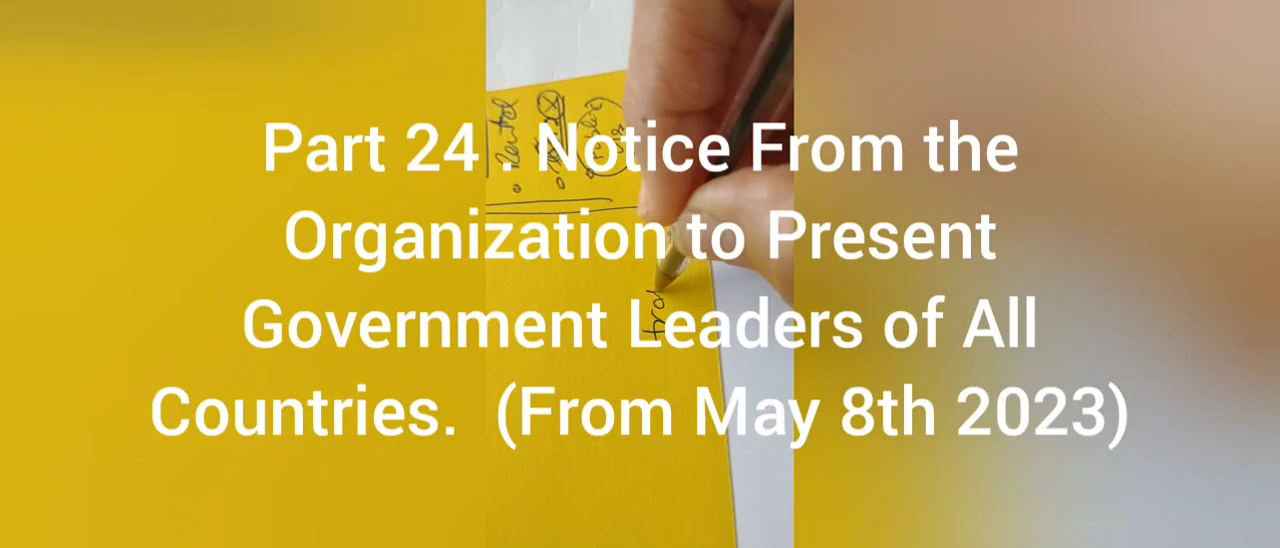 Part 24 . Notice From the
Organization to Present
Government Leaders of All
Countries. (From May 8th 2023)